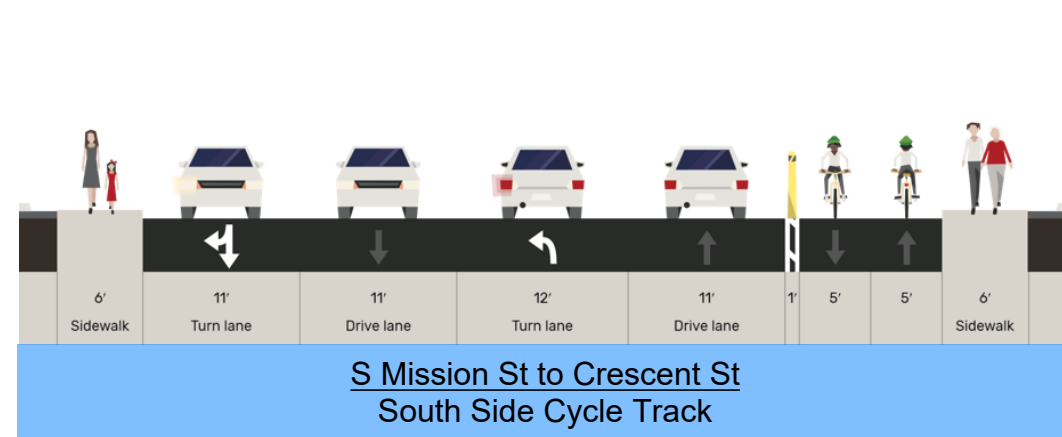 6′ 11′ 11′ 12′ 11′ 1′ 5′ 5′ 6′
Sidewalk Turn lane Drive lane Turn lane Drive lane Sidewalk
S Mission St to Crescent St
South Side Cycle Track